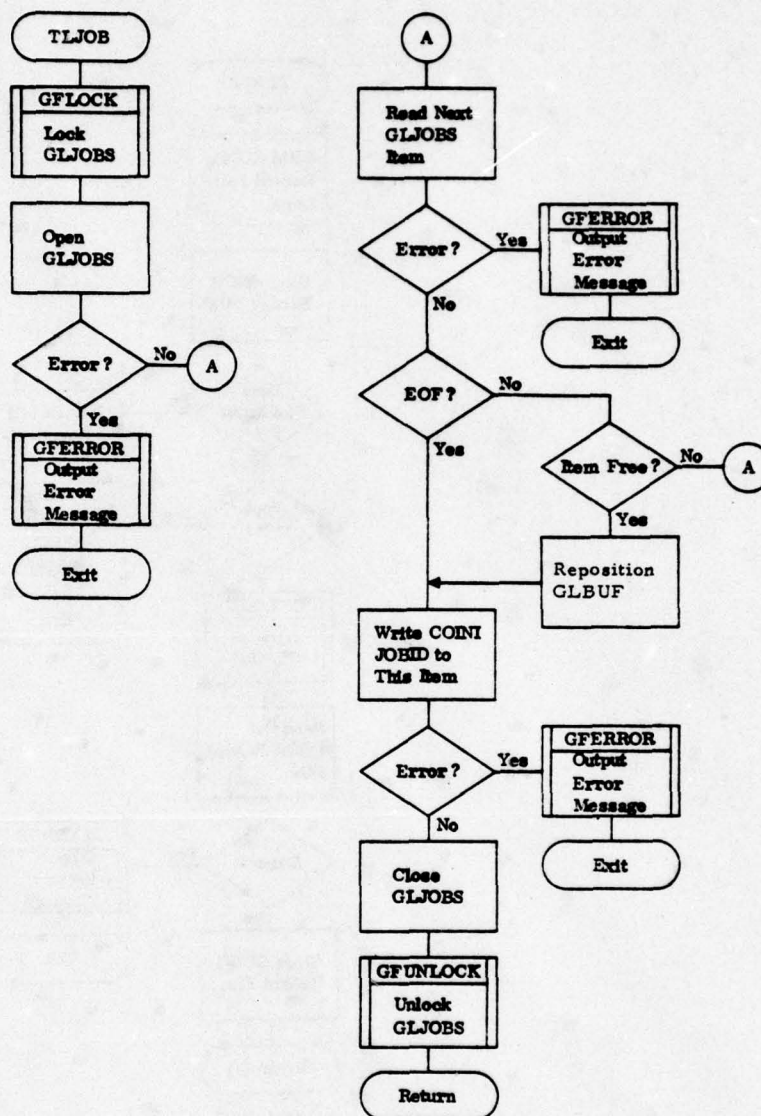 TLJOB
GFLOCK
Lock
GLJOBS
Open
GLJOBS
Error?
No
A
Yes
GFERROR
Output
Error
Message
Exit
A
Read Next
GLJOBS
Item
Error?
Yes
GFERROR
Output
Error
Message
Exit
No
EOF?
No
Yes
Item Free?
No
A
Yes
Reposition
GLBUF
Write COINI
JOBID to
This Item
Error?
Yes
GFERROR
Output
Error
Message
Exit
No
Close
GLJOBS
GFUNLOCK
Unlock
GLJOBS
Return